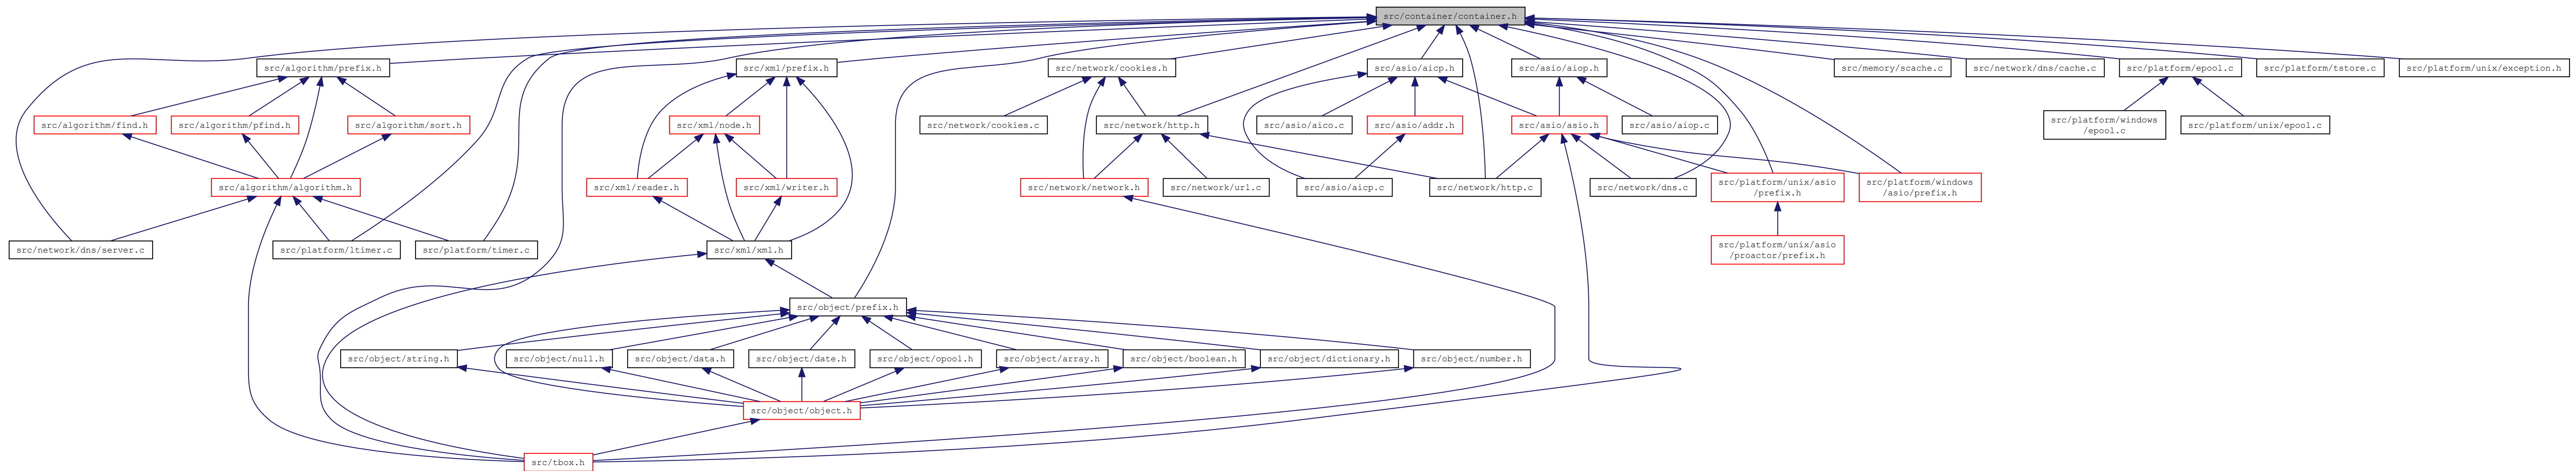 src/container/container.h
src/algorithm/prefix.h
src/xml/prefix.h
src/network/cookies.h
src/asio/aicp.h
src/asio/aiop.h
src/memory/scache.c
src/network/dns/cache.c
src/platform/epool.c
src/platform/tstore.c
src/platform/unix/exception.h
src/algorithm/find.h
src/algorithm/pfind.h
src/algorithm/sort.h
src/xml/node.h
src/network/cookies.c
src/network/http.h
src/asio/aico.c
src/asio/addr.h
src/asio/asio.h
src/asio/aiop.c
src/platform/windows
/epool.c
src/platform/unix/epool.c
src/algorithm/algorithm.h
src/xml/reader.h
src/xml/writer.h
src/network/network.h
src/network/url.c
src/asio/aicp.c
src/network/http.c
src/network/dns.c
src/platform/unix/asio
/prefix.h
src/platform/windows
/asio/prefix.h
src/network/dns/server.c
src/platform/ltimer.c
src/platform/timer.c
src/xml/xml.h
src/platform/unix/asio
/proactor/prefix.h
src/object/prefix.h
src/object/string.h
src/object/null.h
src/object/data.h
src/object/date.h
src/object/opool.h
src/object/array.h
src/object/boolean.h
src/object/dictionary.h
src/object/number.h
src/object/object.h
src/tbox.h